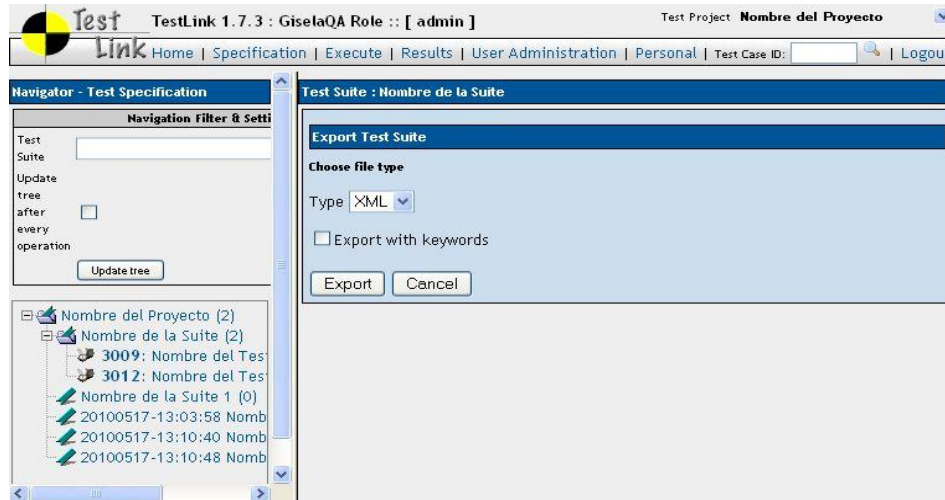 Test Link
TestLink 1.7.3 : GiselaQA Role :: [ admin ]
Test Project Nombre del Proyecto
Home | Specification | Execute | Results | User Administration | Personal | Test Case ID: | Logou
Navigator - Test Specification
Navigation Filter & Setti
Test Suite
Update tree after every operation
Update tree
Nombre del Proyecto (2)
Nombre de la Suite (2)
3009: Nombre del Tes
3012: Nombre del Tes
Nombre de la Suite 1 (0)
20100517-13:03:58 Nomb
20100517-13:10:40 Nomb
20100517-13:10:48 Nomb
Test Suite : Nombre de la Suite
Export Test Suite
Choose file type
Type XML
Export with keywords
Export Cancel